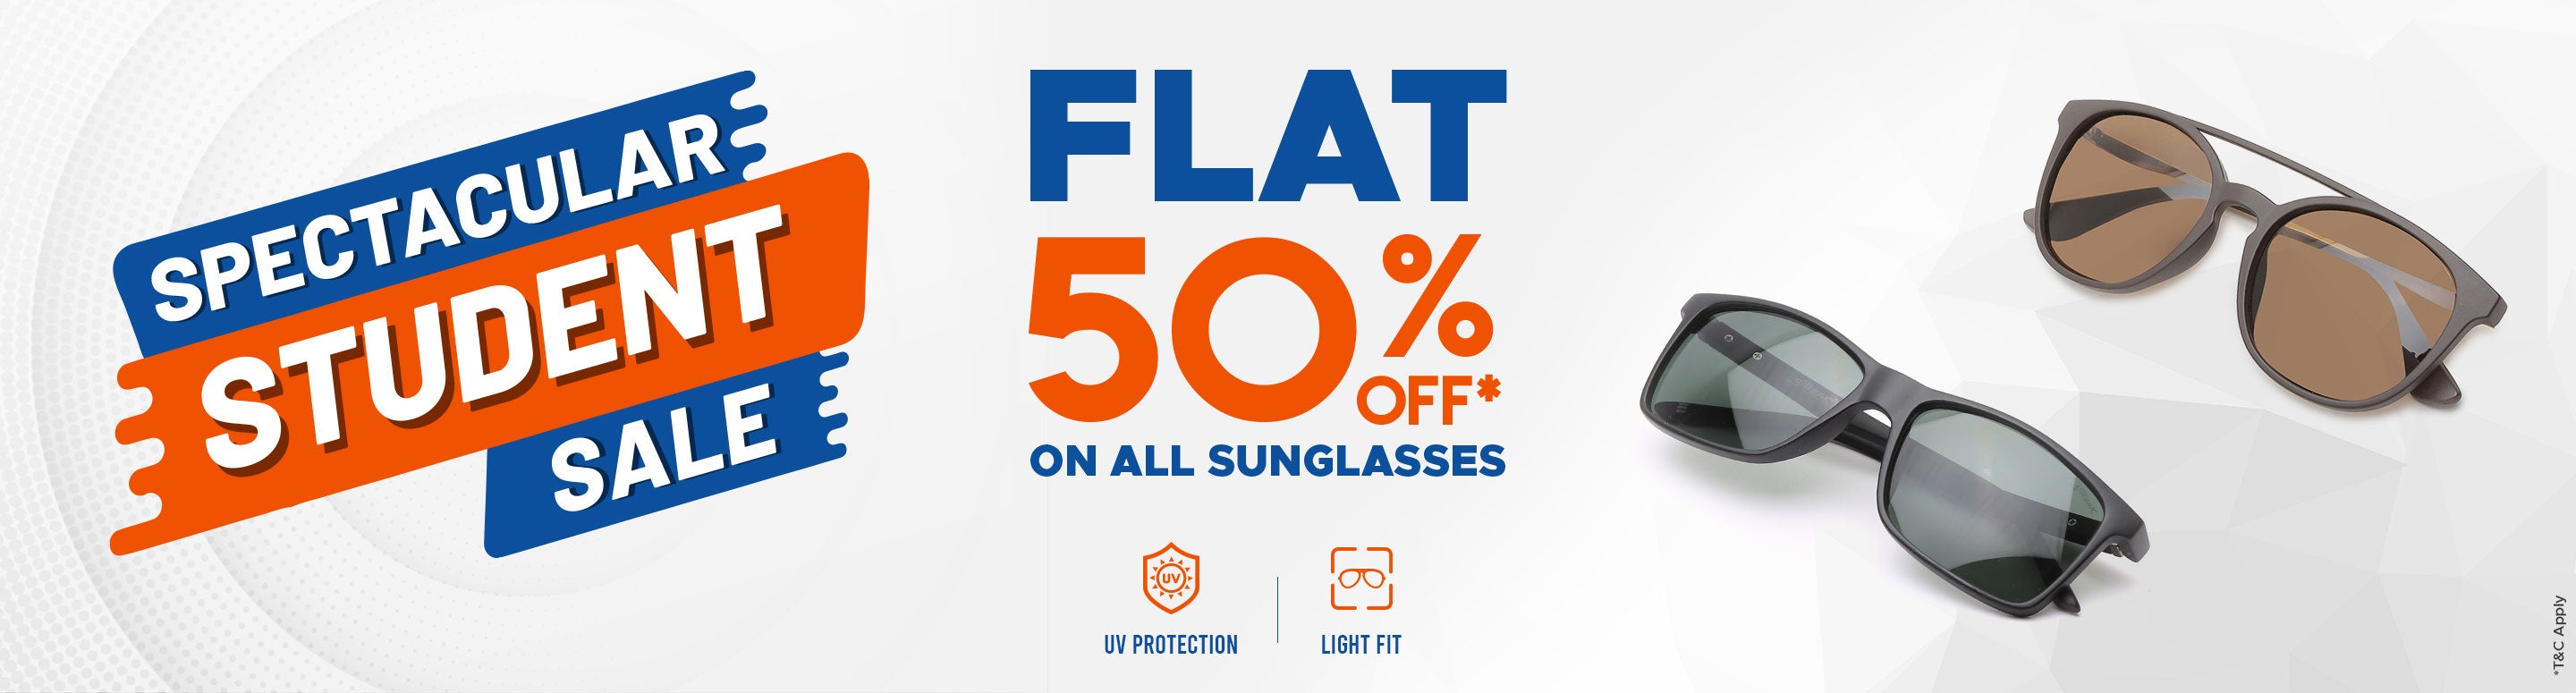 SPECTACULAR
STUDENT
SALE
FLAT
50%
OFF*
ON ALL SUNGLASSES
UV
UV PROTECTION
LIGHT FIT
*T&C Apply